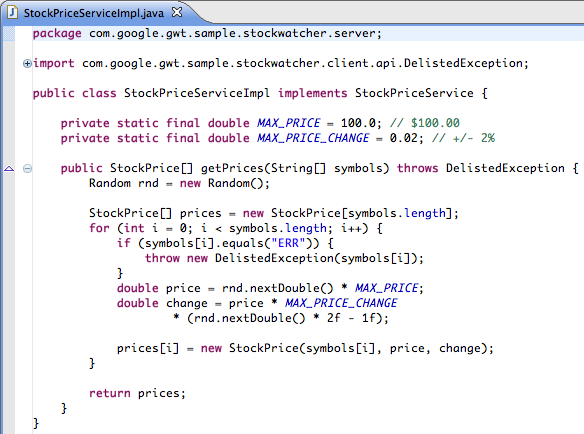 StockPriceServiceImpl.java
package com.google.gwt.sample.stockwatcher.server;
import com.google.gwt.sample.stockwatcher.client.api.DelistedException;
public class StockPriceServiceImpl implements StockPriceService {
private static final double MAX_PRICE = 100.0; // $100.00
private static final double MAX_PRICE_CHANGE = 0.02; // +/- 2%
public StockPrice[] getPrices(String[] symbols) throws DelistedException {
Random rnd = new Random();
StockPrice[] prices = new StockPrice[symbols.length];
for (int i = 0; i < symbols.length; i++) {
if (symbols[i].equals("ERR")) {
throw new DelistedException(symbols[i]);
}
double price = rnd.nextDouble() * MAX_PRICE;
double change = price * MAX_PRICE_CHANGE
* (rnd.nextDouble() * 2f - 1f);
prices[i] = new StockPrice(symbols[i], price, change);
}
return prices;
}
}